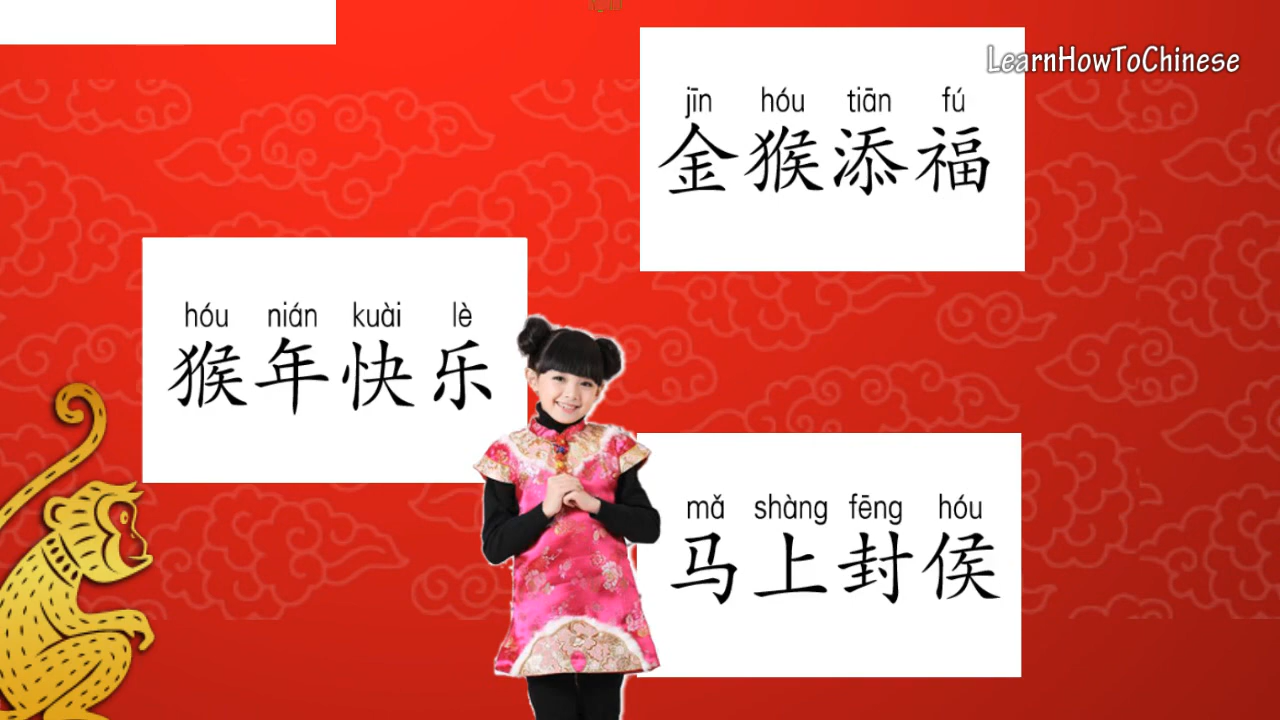 LearnHowToChinese
jīn hóu tiān fú
金猴添福
hóu nián kuài lè
猴年快乐
mǎ shàng fēng hóu
马上封侯